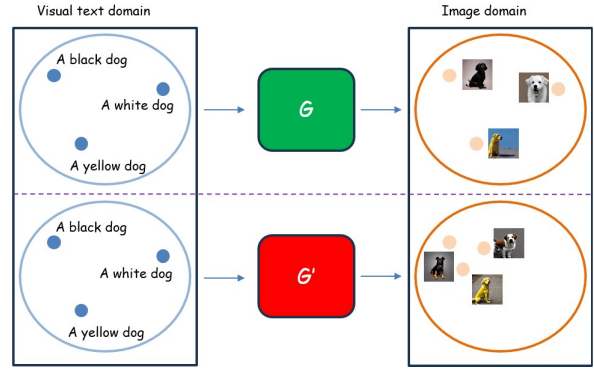 Visual text domain
Image domain
A black dog
A white dog
A yellow dog
G
A black dog
A white dog
A yellow dog
G'